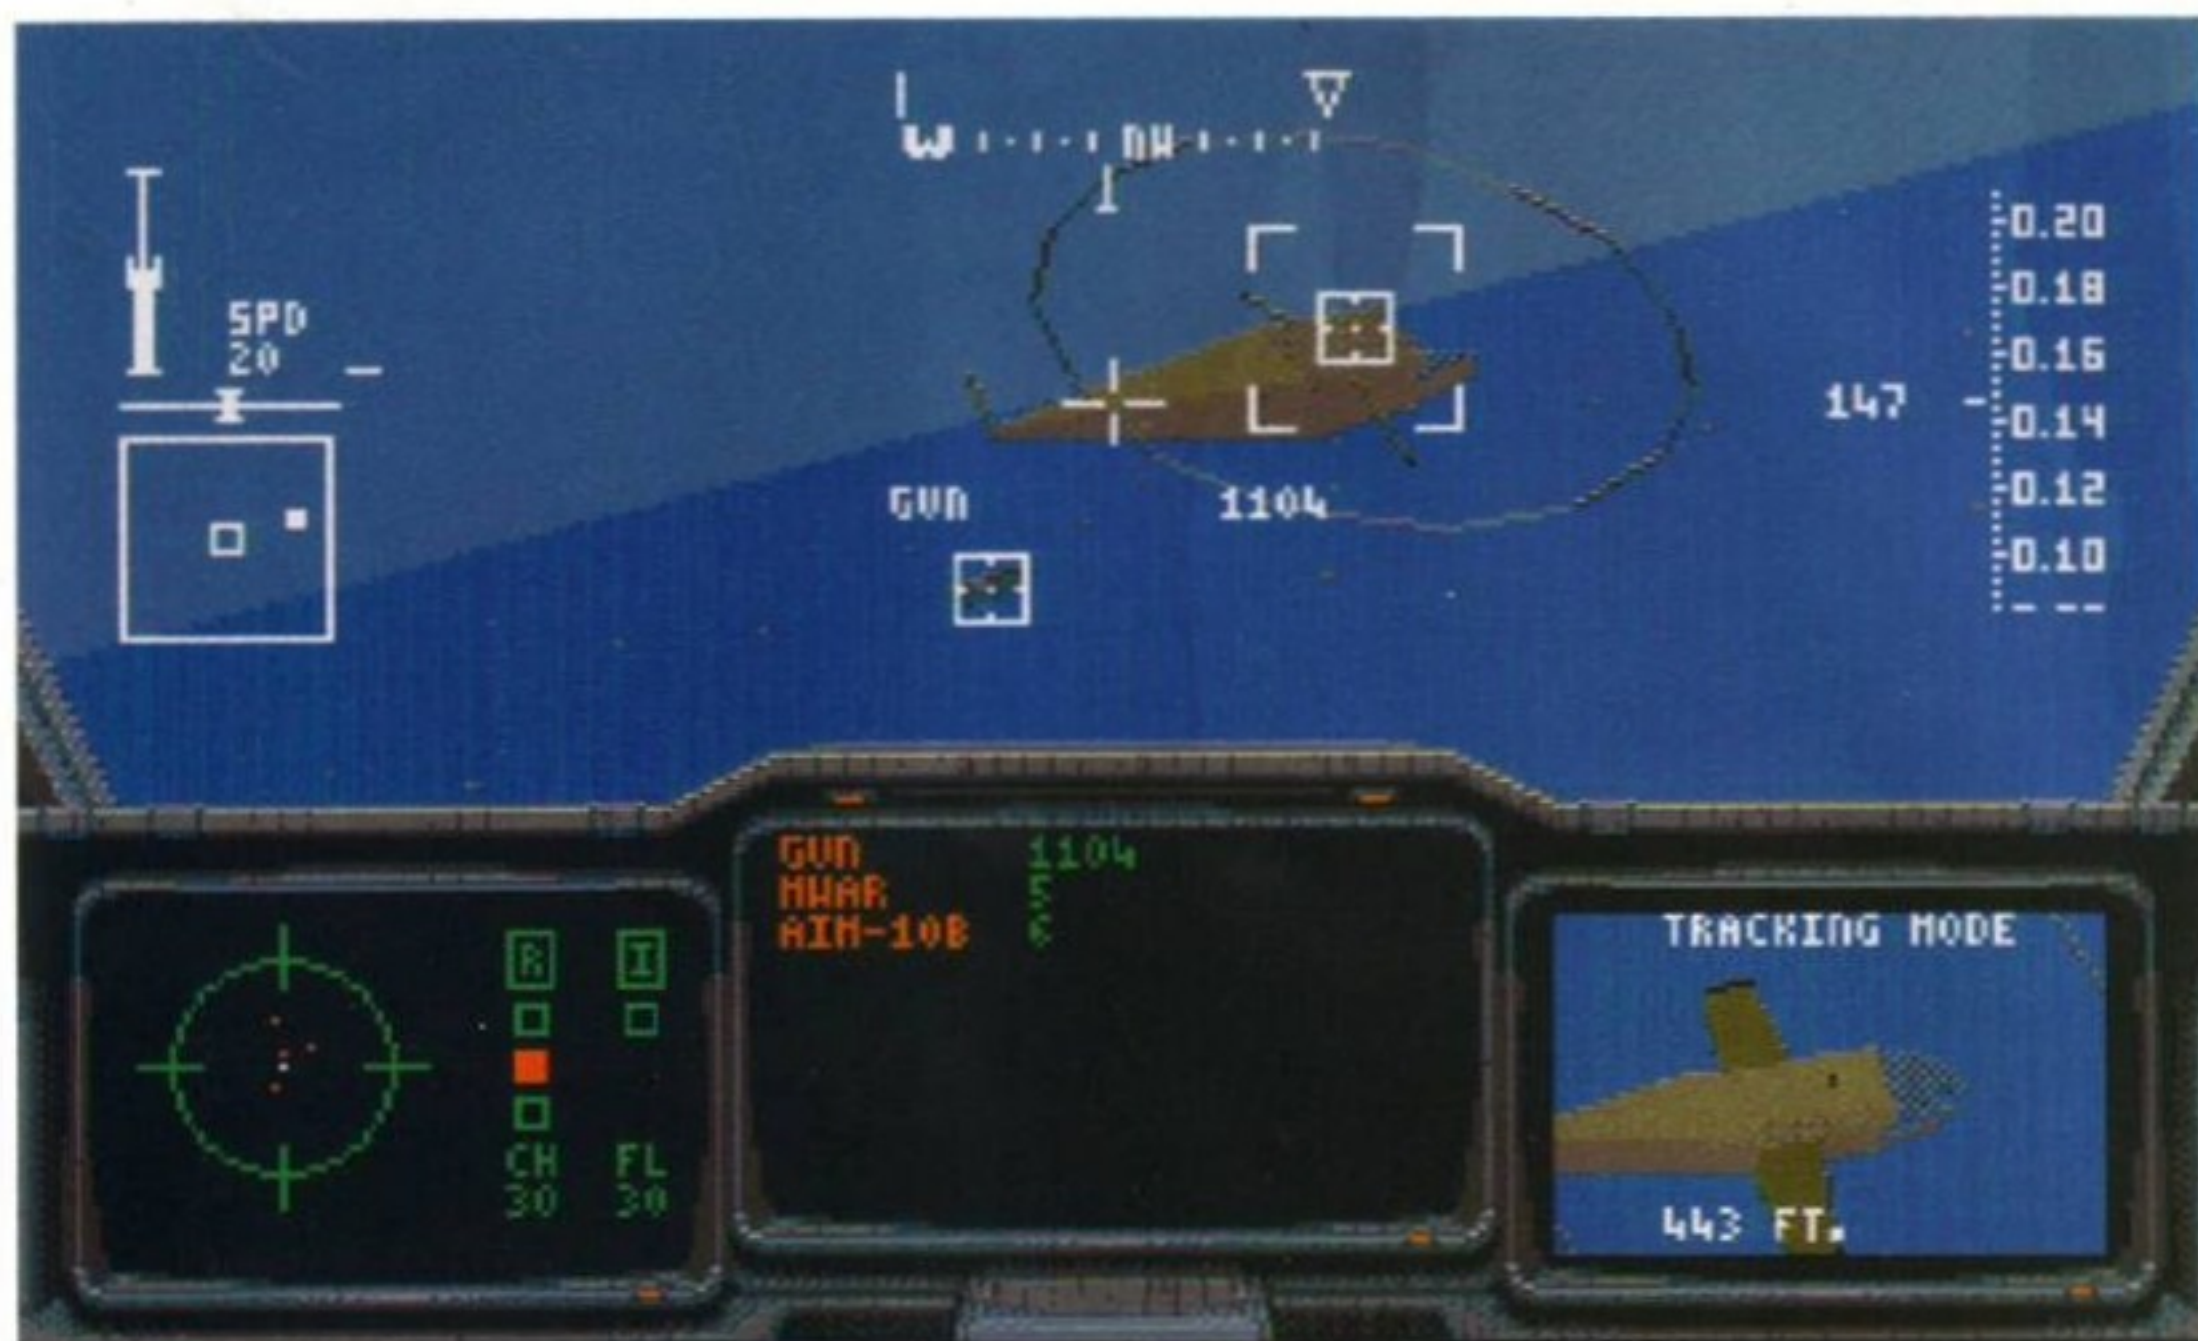 W NW
SPD
20
0.20
0.18
0.16
147
0.14
0.12
0.10
- --
GUN 1104
GUN 1104
MWAR 5
AIM-10B 6
R I
CH FL
30 30
TRACKING MODE
443 FT.